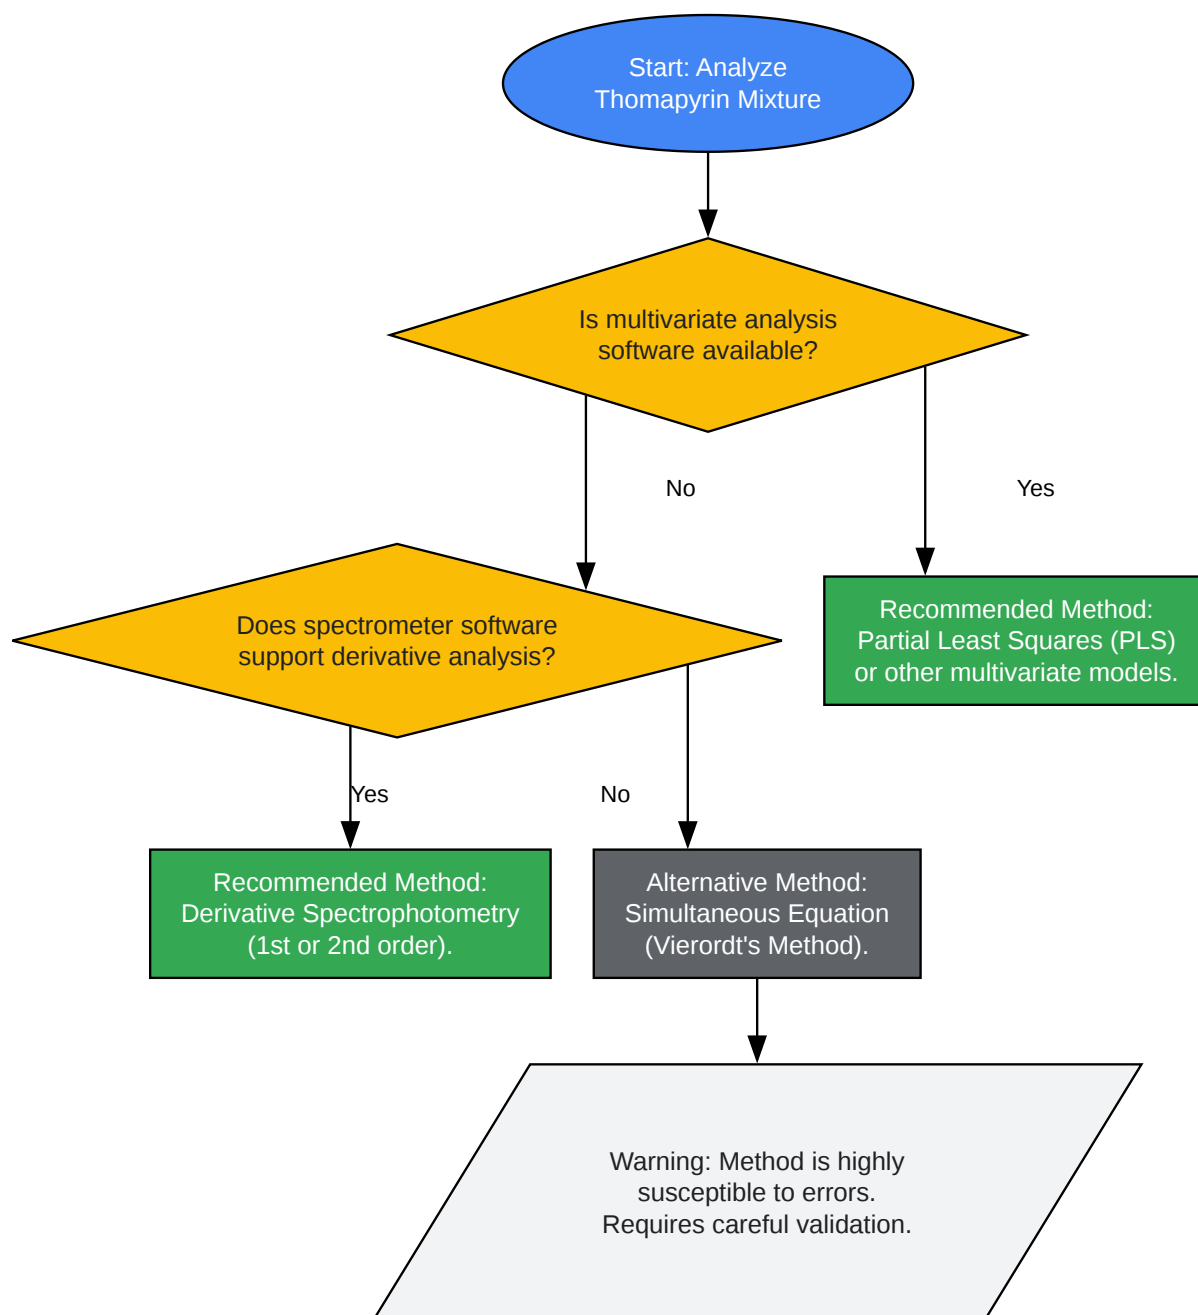 Start: Analyze
Thomapyrin Mixture
Is multivariate analysis
software available?
No
Yes
Does spectrometer software
support derivative analysis?
Recommended Method:
Partial Least Squares (PLS)
or other multivariate models.
Yes
No
Recommended Method:
Derivative Spectrophotometry
(1st or 2nd order).
Alternative Method:
Simultaneous Equation
(Vierordt's Method).
Warning: Method is highly
susceptible to errors.
Requires careful validation.